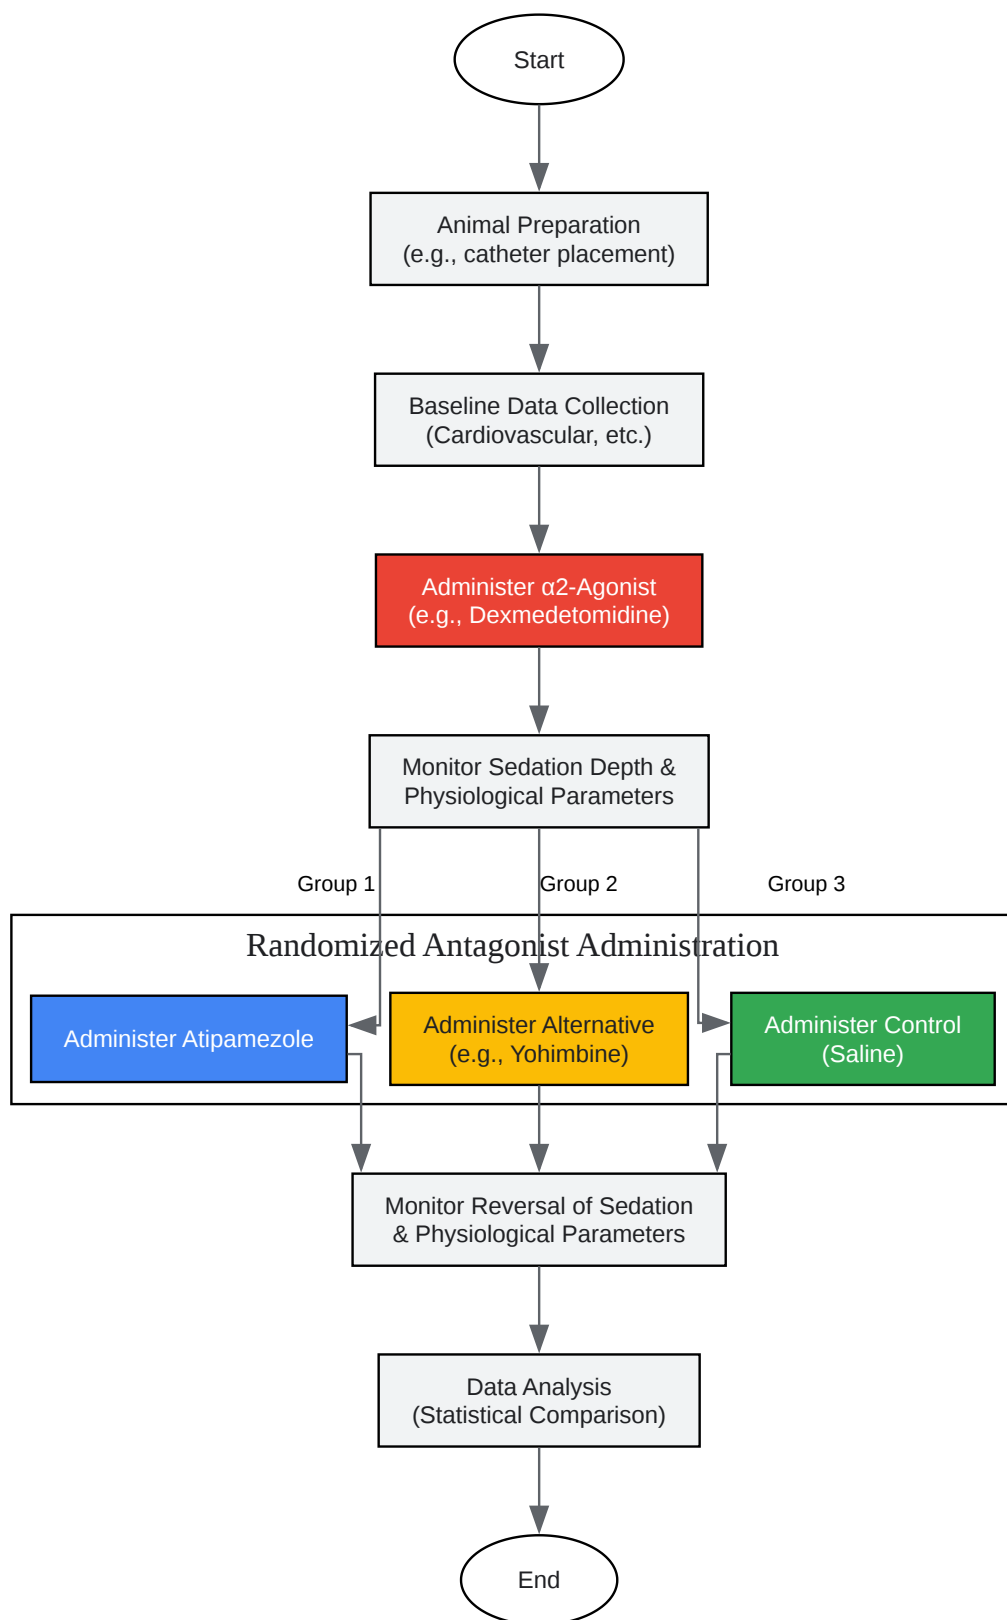 Start
Animal Preparation
(e.g., catheter placement)
Baseline Data Collection
(Cardiovascular, etc.)
Administer α2-Agonist
(e.g., Dexmedetomidine)
Monitor Sedation Depth &
Physiological Parameters
Group 1
Group 2
Group 3
Randomized Antagonist Administration
Administer Atipamezole
Administer Alternative
(e.g., Yohimbine)
Administer Control
(Saline)
Monitor Reversal of Sedation
& Physiological Parameters
Data Analysis
(Statistical Comparison)
End